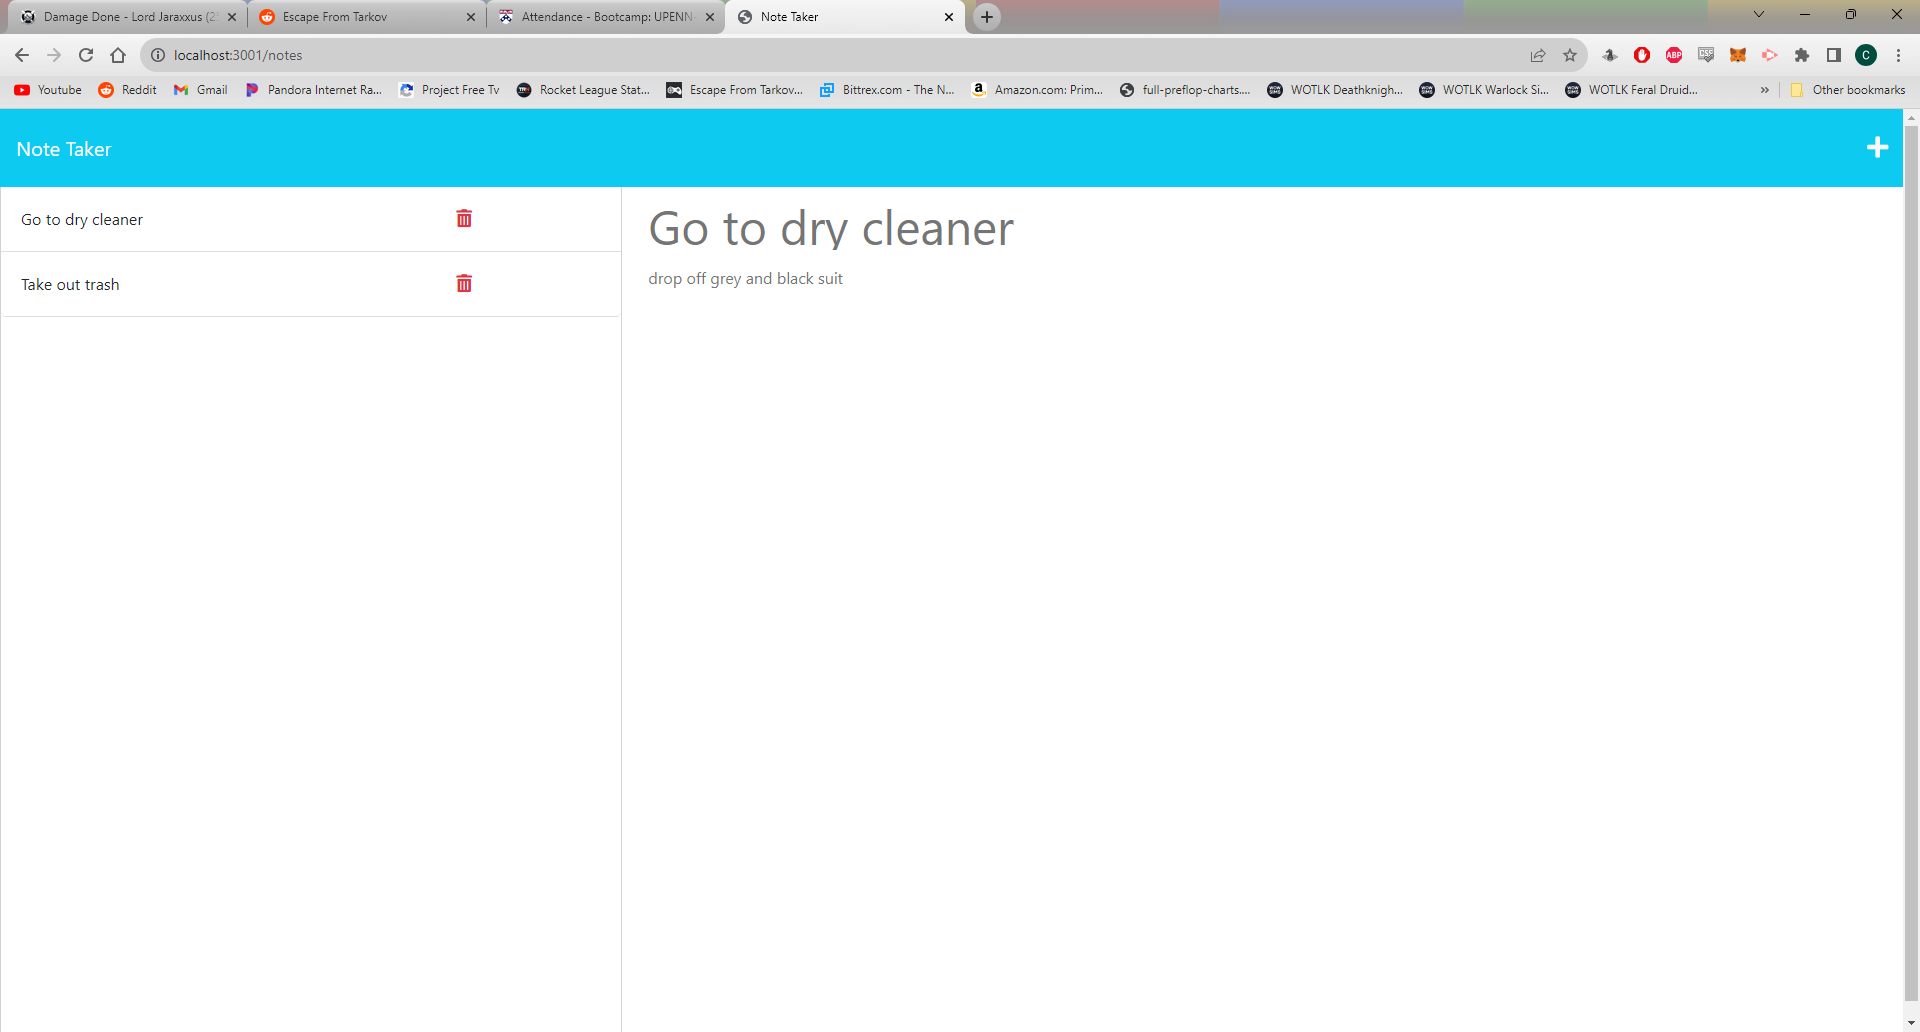 Damage Done - Lord Jaraxxus (2
Escape From Tarkov
Attendance - Bootcamp: UPENN-
Note Taker
localhost:3001/notes
ABP
CSS
C
Youtube
Reddit
Gmail
Pandora Internet Ra...
Project Free Tv
Rocket League Stat...
Escape From Tarkov...
Bittrex.com - The N...
Amazon.com: Prim...
full-preflop-charts....
WOTLK Deathknigh...
WOTLK Warlock Si...
WOTLK Feral Druid...
»
Other bookmarks
Note Taker
Go to dry cleaner
Take out trash
Go to dry cleaner
drop off grey and black suit